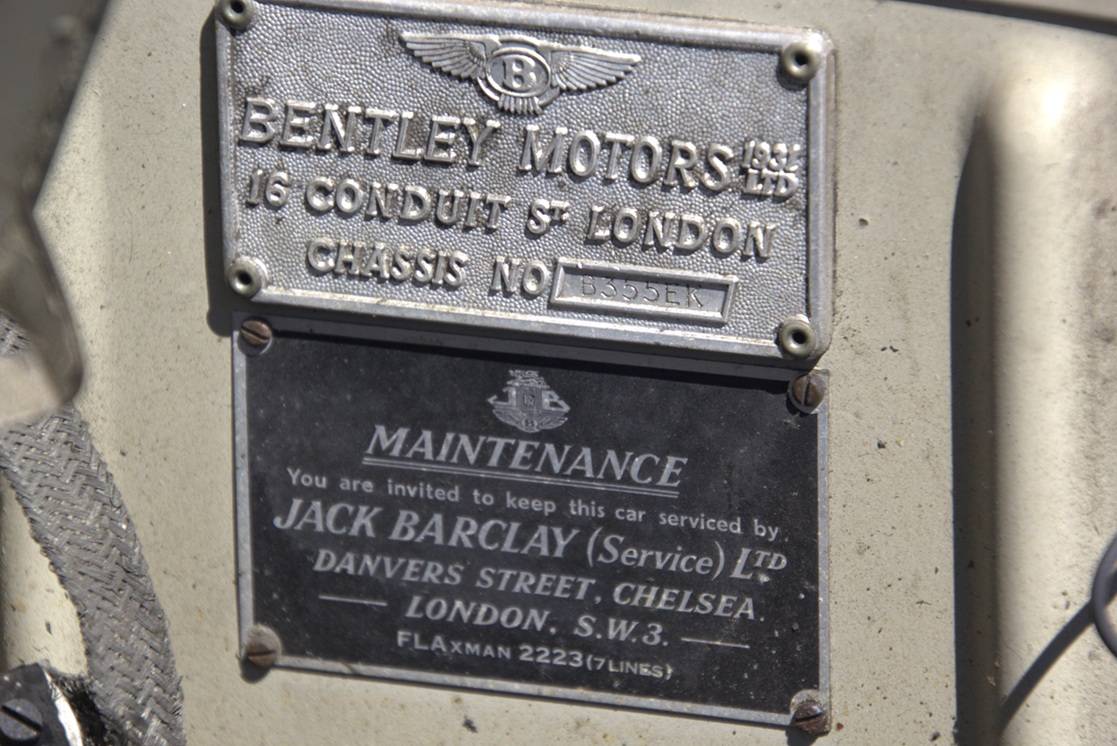 B
BENTLEY MOTORS 1931 LTD
16 CONDUIT ST LONDON
CHASSIS NO B355EK
JB
MAINTENANCE
You are invited to keep this car serviced by
JACK BARCLAY (Service) LTD
DANVERS STREET, CHELSEA.
LONDON. S.W.3.
FLAXMAN 2223 (7 LINES)